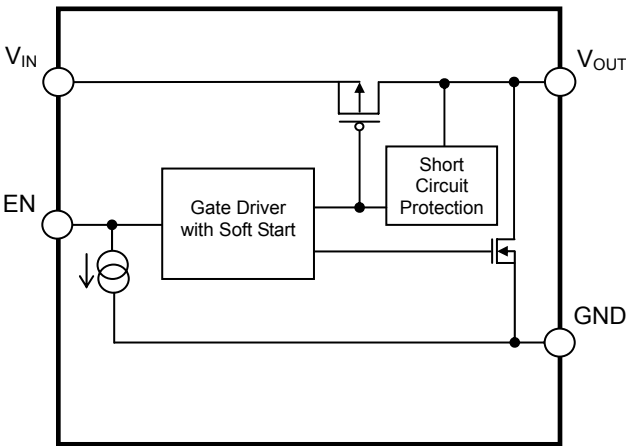 VIN
VOUT
Short
Circuit
Protection
EN
Gate Driver
with Soft Start
GND